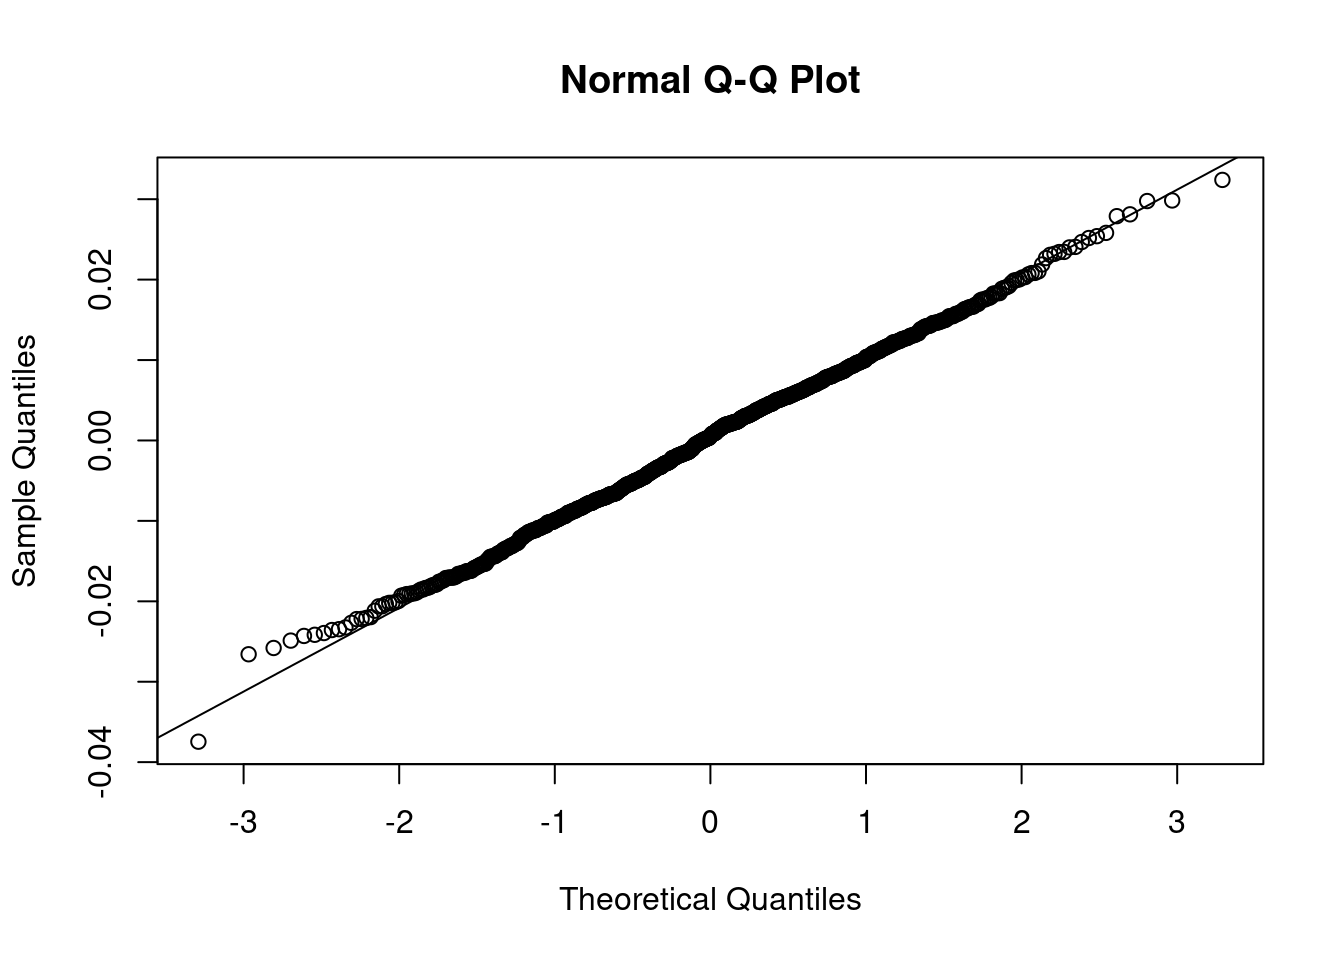 Normal Q-Q Plot
Sample Quantiles
0.02
0.00
-0.02
-0.04
-3 -2 -1 0 1 2 3
Theoretical Quantiles